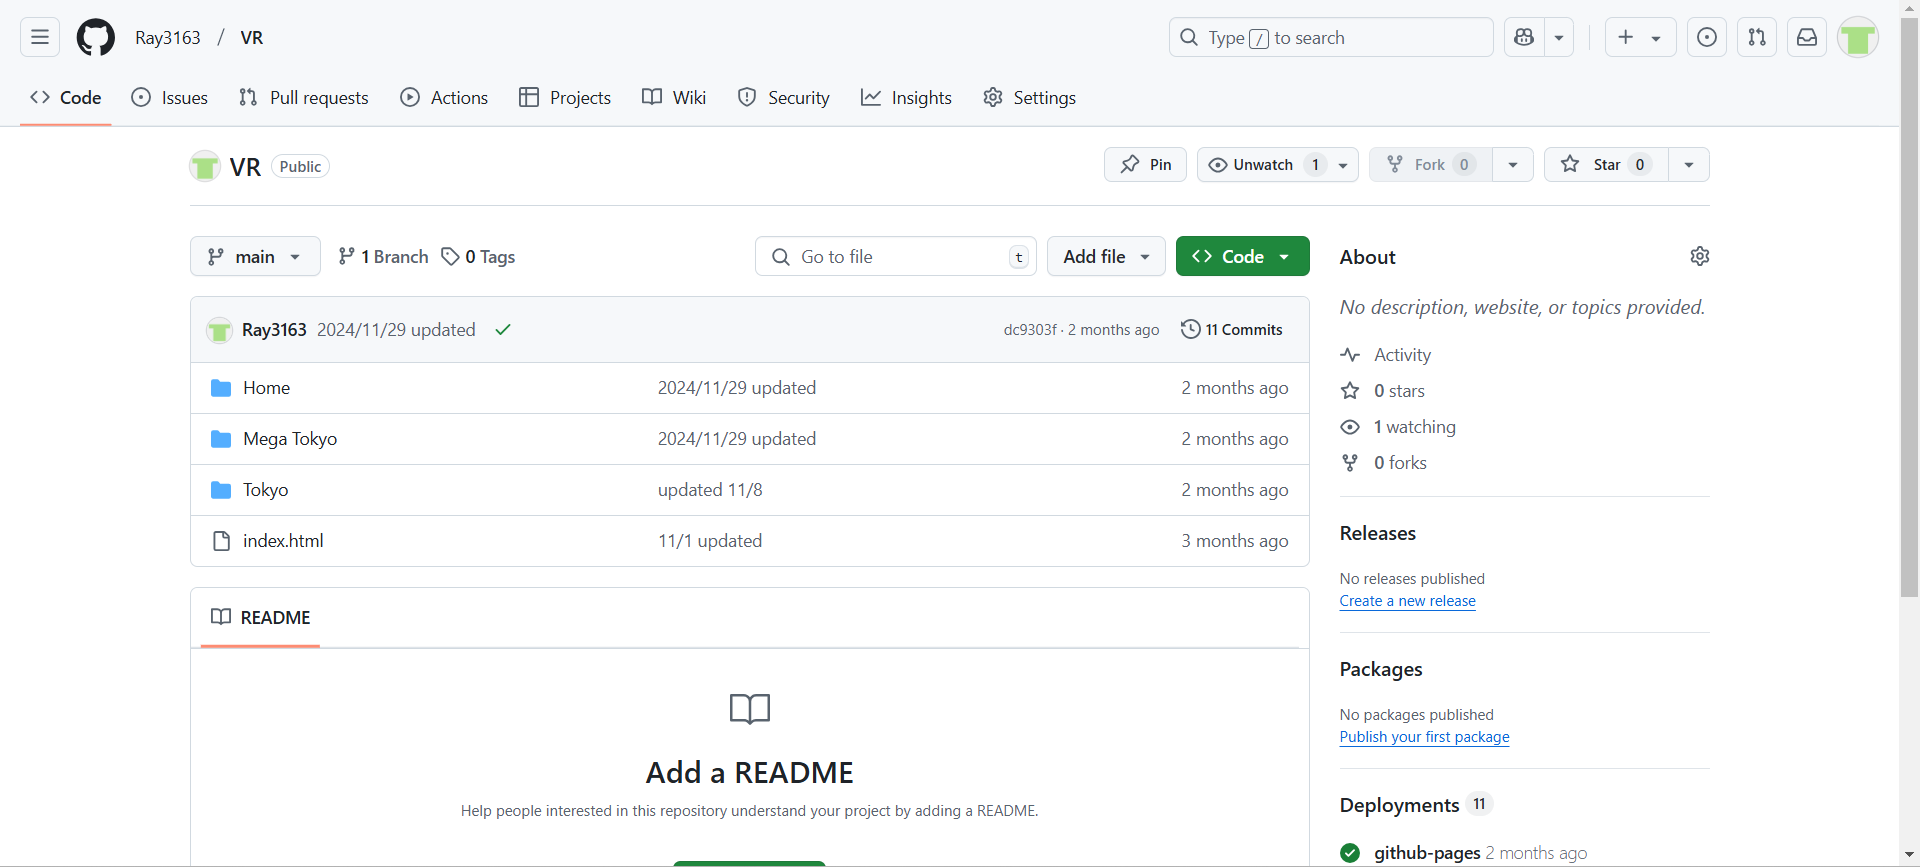 Ray3163 / VR
Type / to search
Code
Issues
Pull requests
Actions
Projects
Wiki
Security
Insights
Settings
VR Public
Pin
Unwatch 1
Fork 0
Star 0
main
1 Branch
0 Tags
Go to file t
Add file
Code
Ray3163 2024/11/29 updated
dc9303f · 2 months ago
11 Commits
Home 2024/11/29 updated 2 months ago
Mega Tokyo 2024/11/29 updated 2 months ago
Tokyo updated 11/8 2 months ago
index.html 11/1 updated 3 months ago
README
Add a README
Help people interested in this repository understand your project by adding a README.
About
No description, website, or topics provided.
Activity
0 stars
1 watching
0 forks
Releases
No releases published
Create a new release
Packages
No packages published
Publish your first package
Deployments 11
github-pages 2 months ago